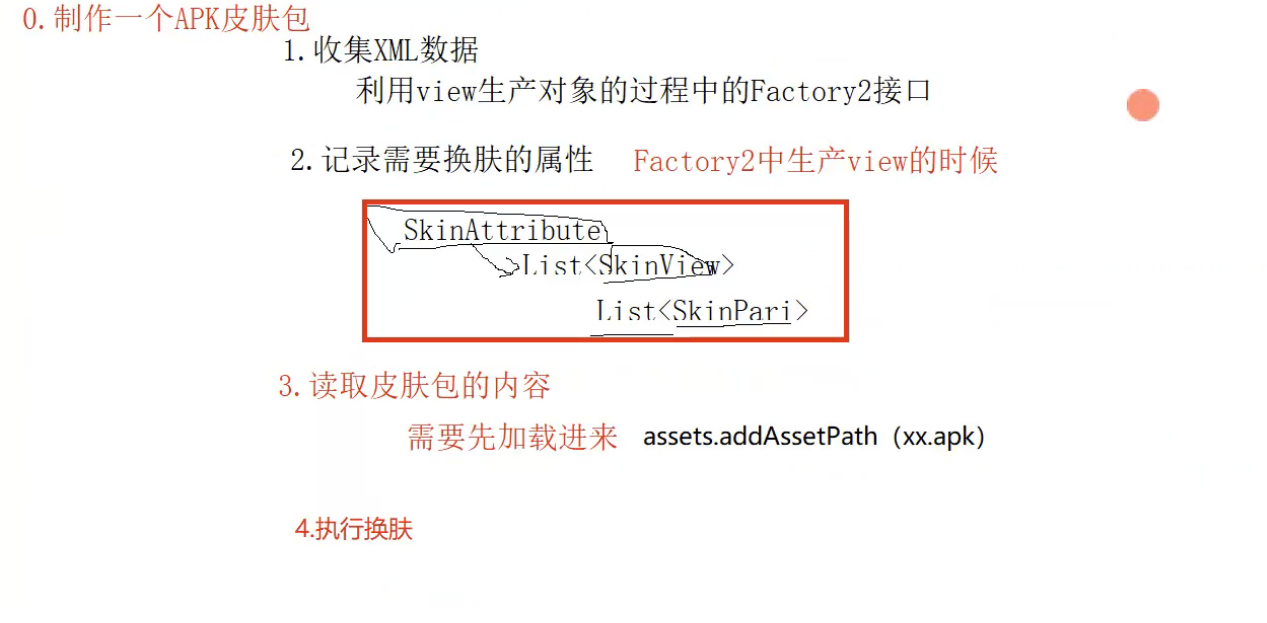 0.制作一个APK皮肤包
1.收集XML数据
利用view生产对象的过程中的Factory2接口
2.记录需要换肤的属性 Factory2中生产view的时候
SkinAttribute
List<SkinView>
List<SkinPari>
3.读取皮肤包的内容
需要先加载进来 assets.addAssetPath（xx.apk）
4.执行换肤